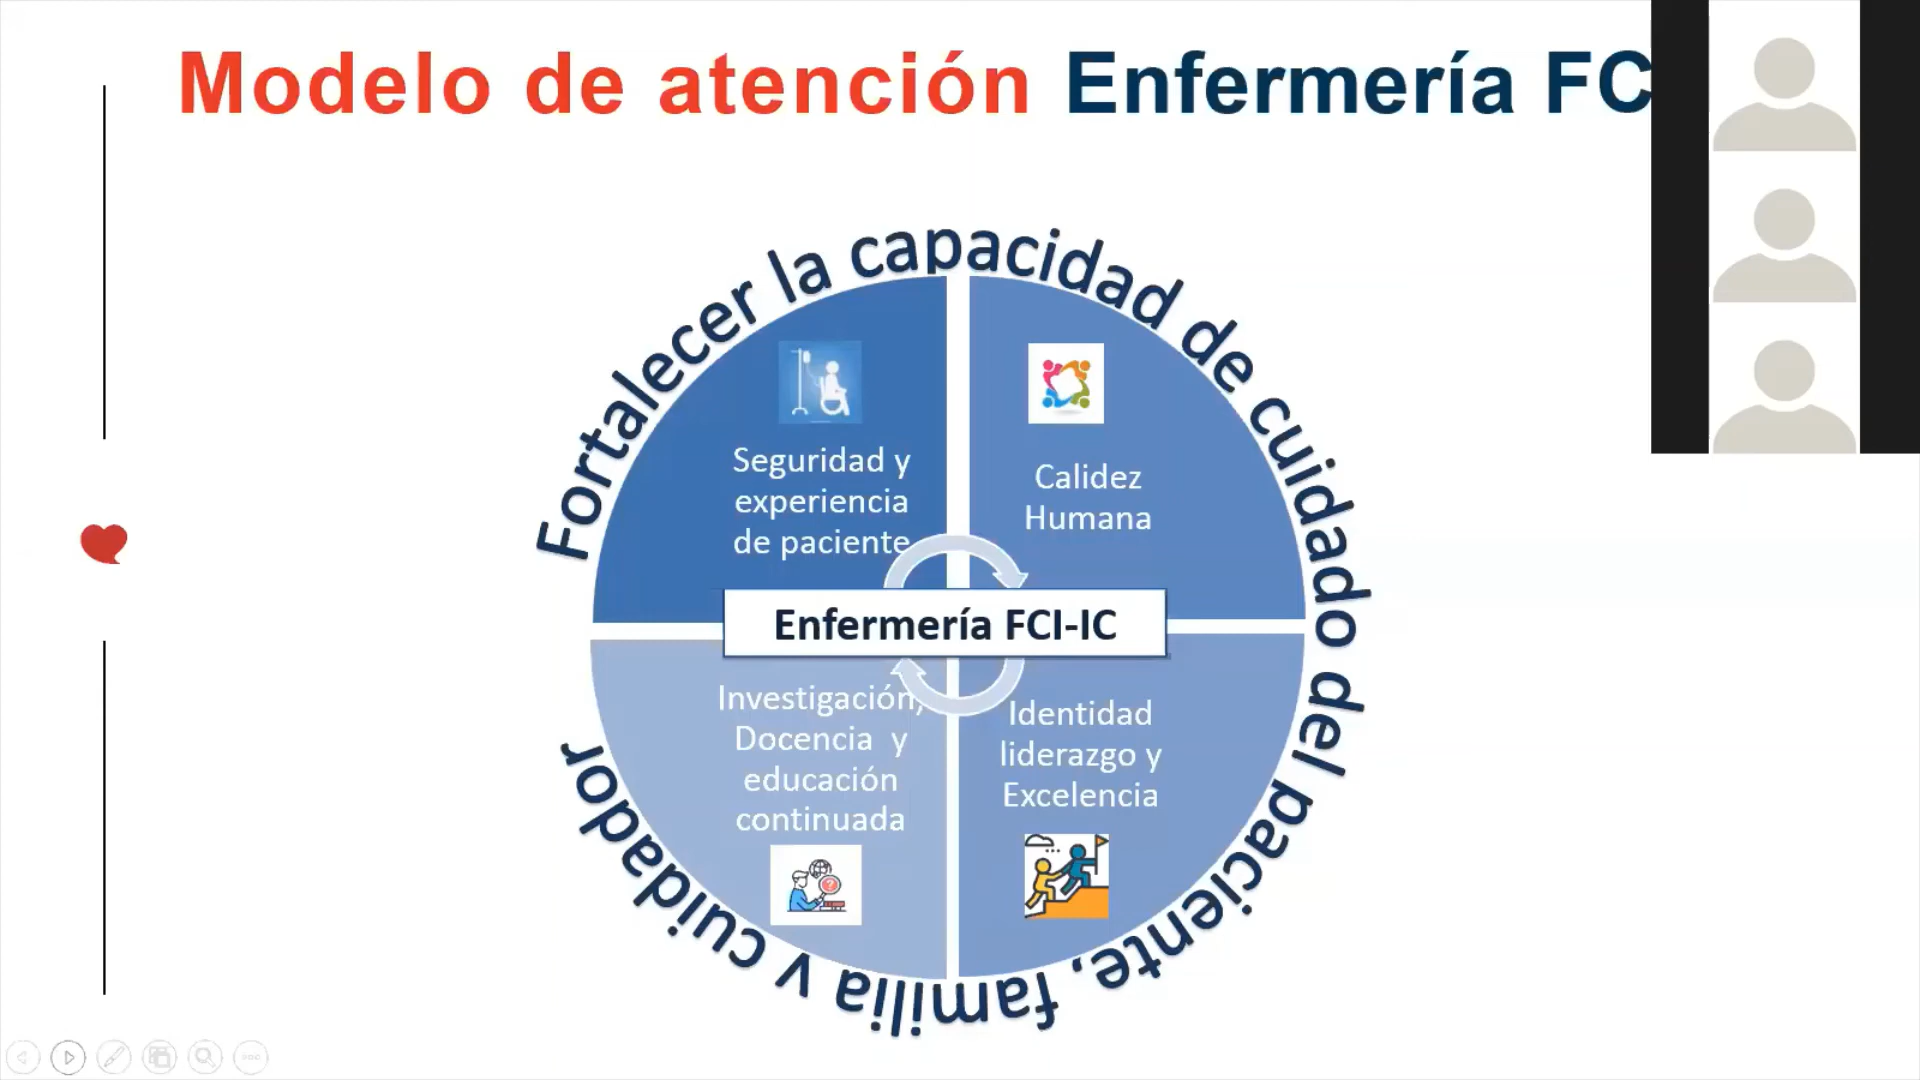 Modelo de atención Enfermería FC
Fortalecer la capacidad de cuidado del paciente, familia y cuidador
Seguridad y
experiencia
de paciente
Calidez
Humana
Enfermería FCI-IC
Investigación,
Docencia y
educación
continuada
Identidad
liderazgo y
Excelencia